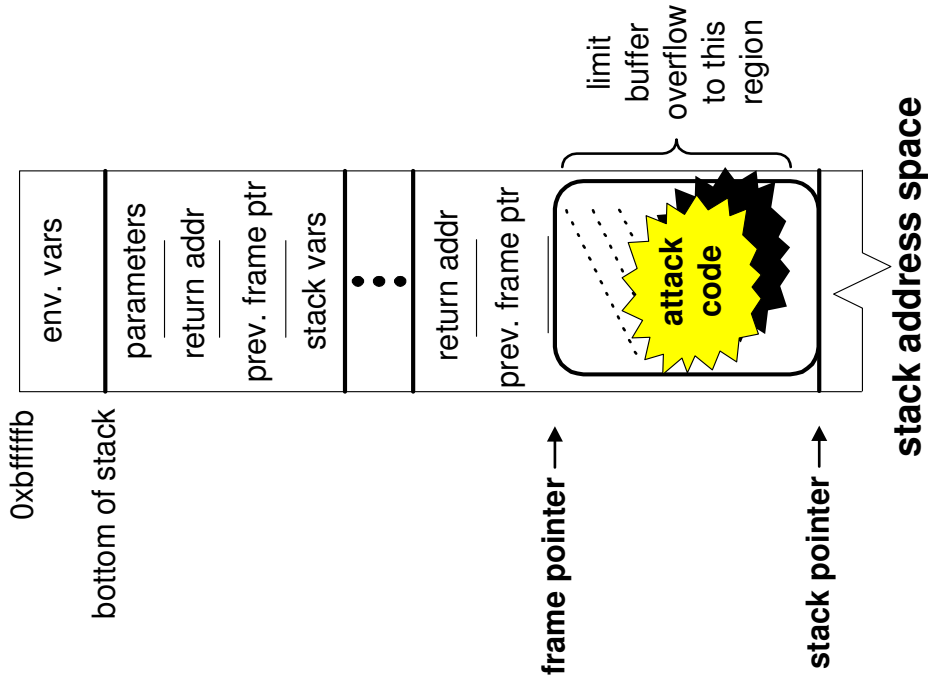 0xbfffffb
env. vars
bottom of stack
parameters
return addr
prev. frame ptr
stack vars
return addr
prev. frame ptr
frame pointer
attack
code
limit
buffer
overflow
to this
region
stack pointer
stack address space